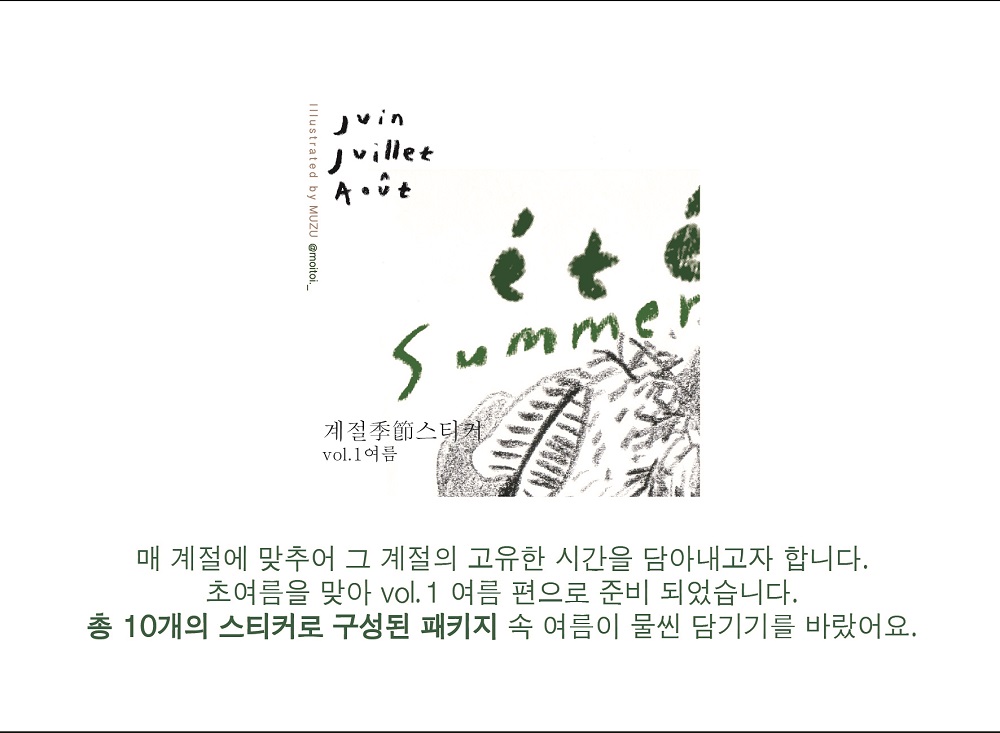 Illustrated by MUZU @moitoi._
juin
juillet
Août
été
summer
계절季節스티커
vol.1여름
매 계절에 맞추어 그 계절의 고유한 시간을 담아내고자 합니다.
초여름을 맞아 vol.1 여름 편으로 준비 되었습니다.
총 10개의 스티커로 구성된 패키지 속 여름이 물씬 담기기를 바랐어요.